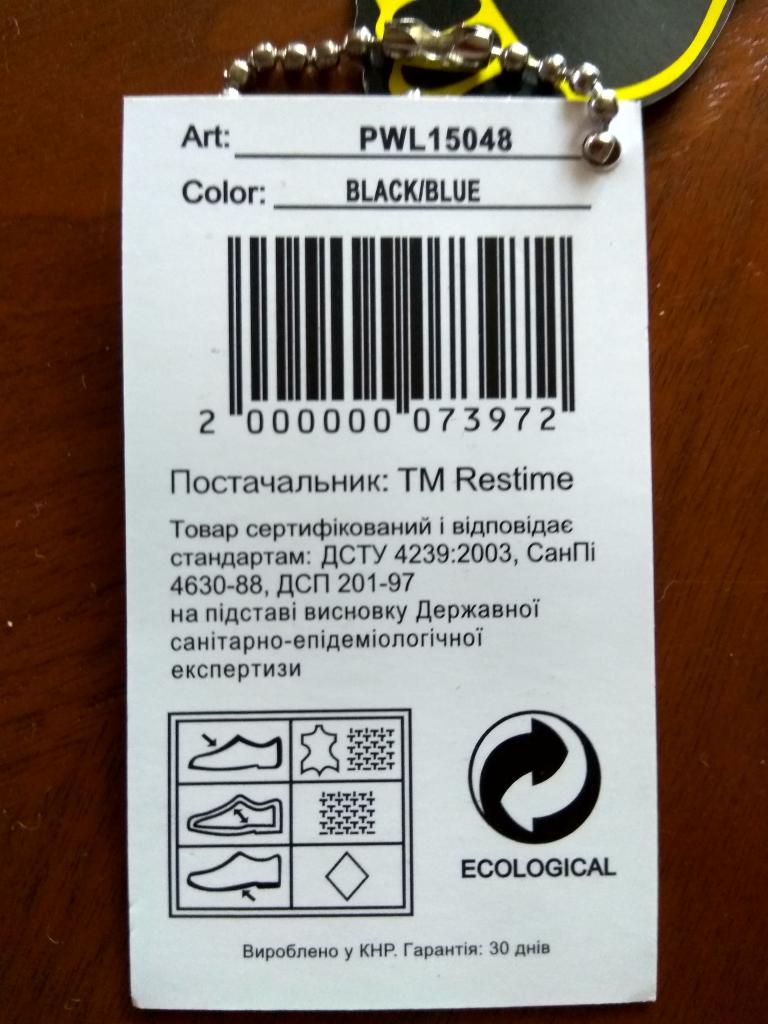 Art: PWL15048
Color: BLACK/BLUE
2 000000 073972
Постачальник: TM Restime
Товар сертифікований і відповідає
стандартам: ДСТУ 4239:2003, СанПі
4630-88, ДСП 201-97
на підставі висновку Державної
санітарно-епідеміологічної
експертизи
ECOLOGICAL
Вироблено у КНР. Гарантія: 30 днів